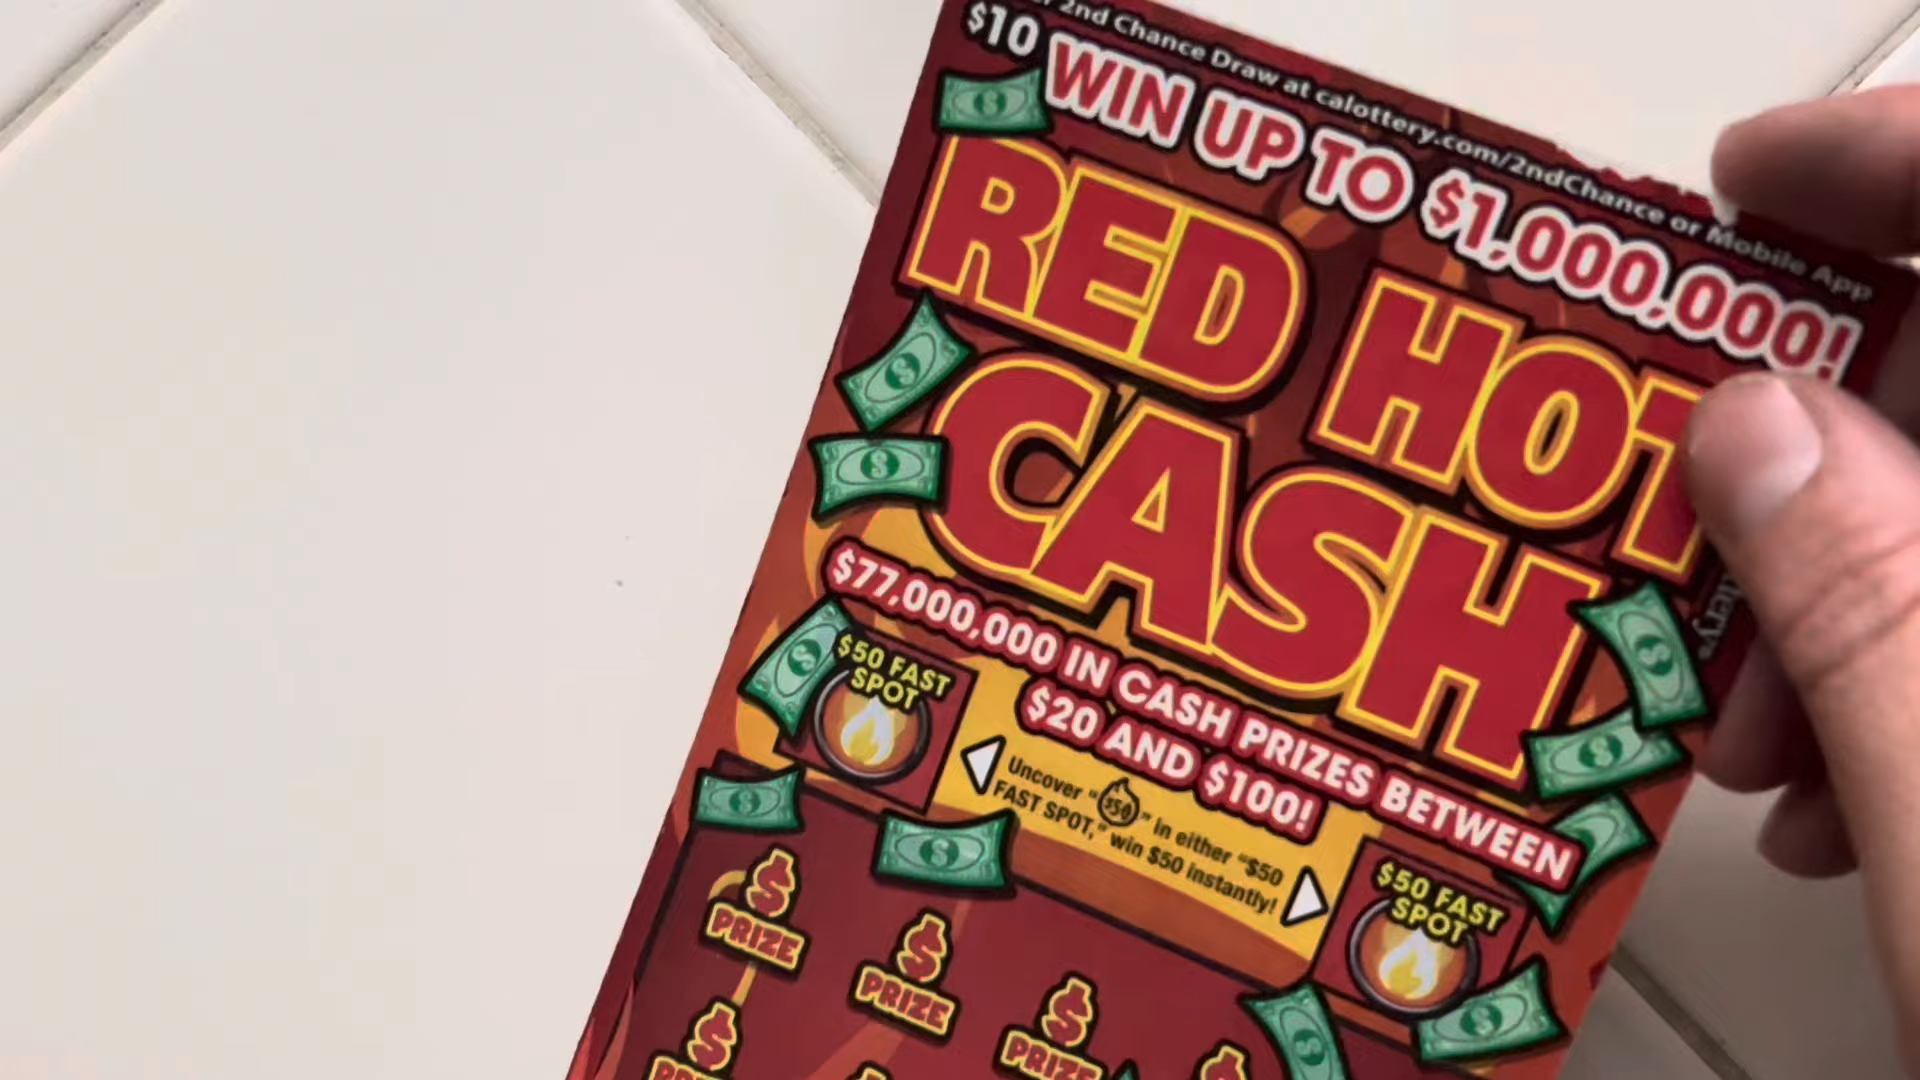 2nd Chance Draw at calottery.com/2ndChance or Mobile App
$10
WIN UP TO $1,000,000!
RED HOT
CASH
$77,000,000 IN CASH PRIZES BETWEEN
$20 AND $100!
$50 FAST
SPOT
Uncover "$50" in either "$50
FAST SPOT," win $50 instantly!
$50 FAST
SPOT
PRIZE
PRIZE
PRIZE